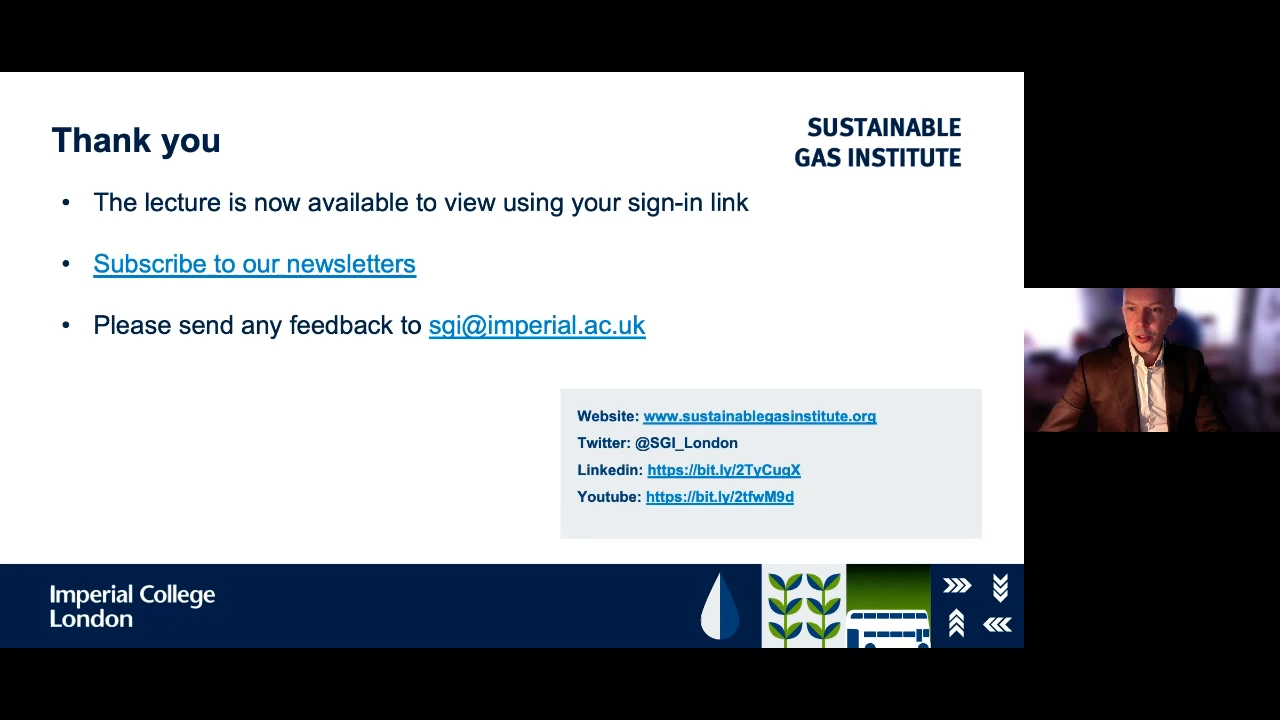 Thank you
SUSTAINABLE
GAS INSTITUTE
• The lecture is now available to view using your sign-in link
• Subscribe to our newsletters
• Please send any feedback to sgi@imperial.ac.uk
Website: www.sustainablegasinstitute.org
Twitter: @SGI_London
Linkedin: https://bit.ly/2TyCugX
Youtube: https://bit.ly/2tfwM9d
Imperial College
London